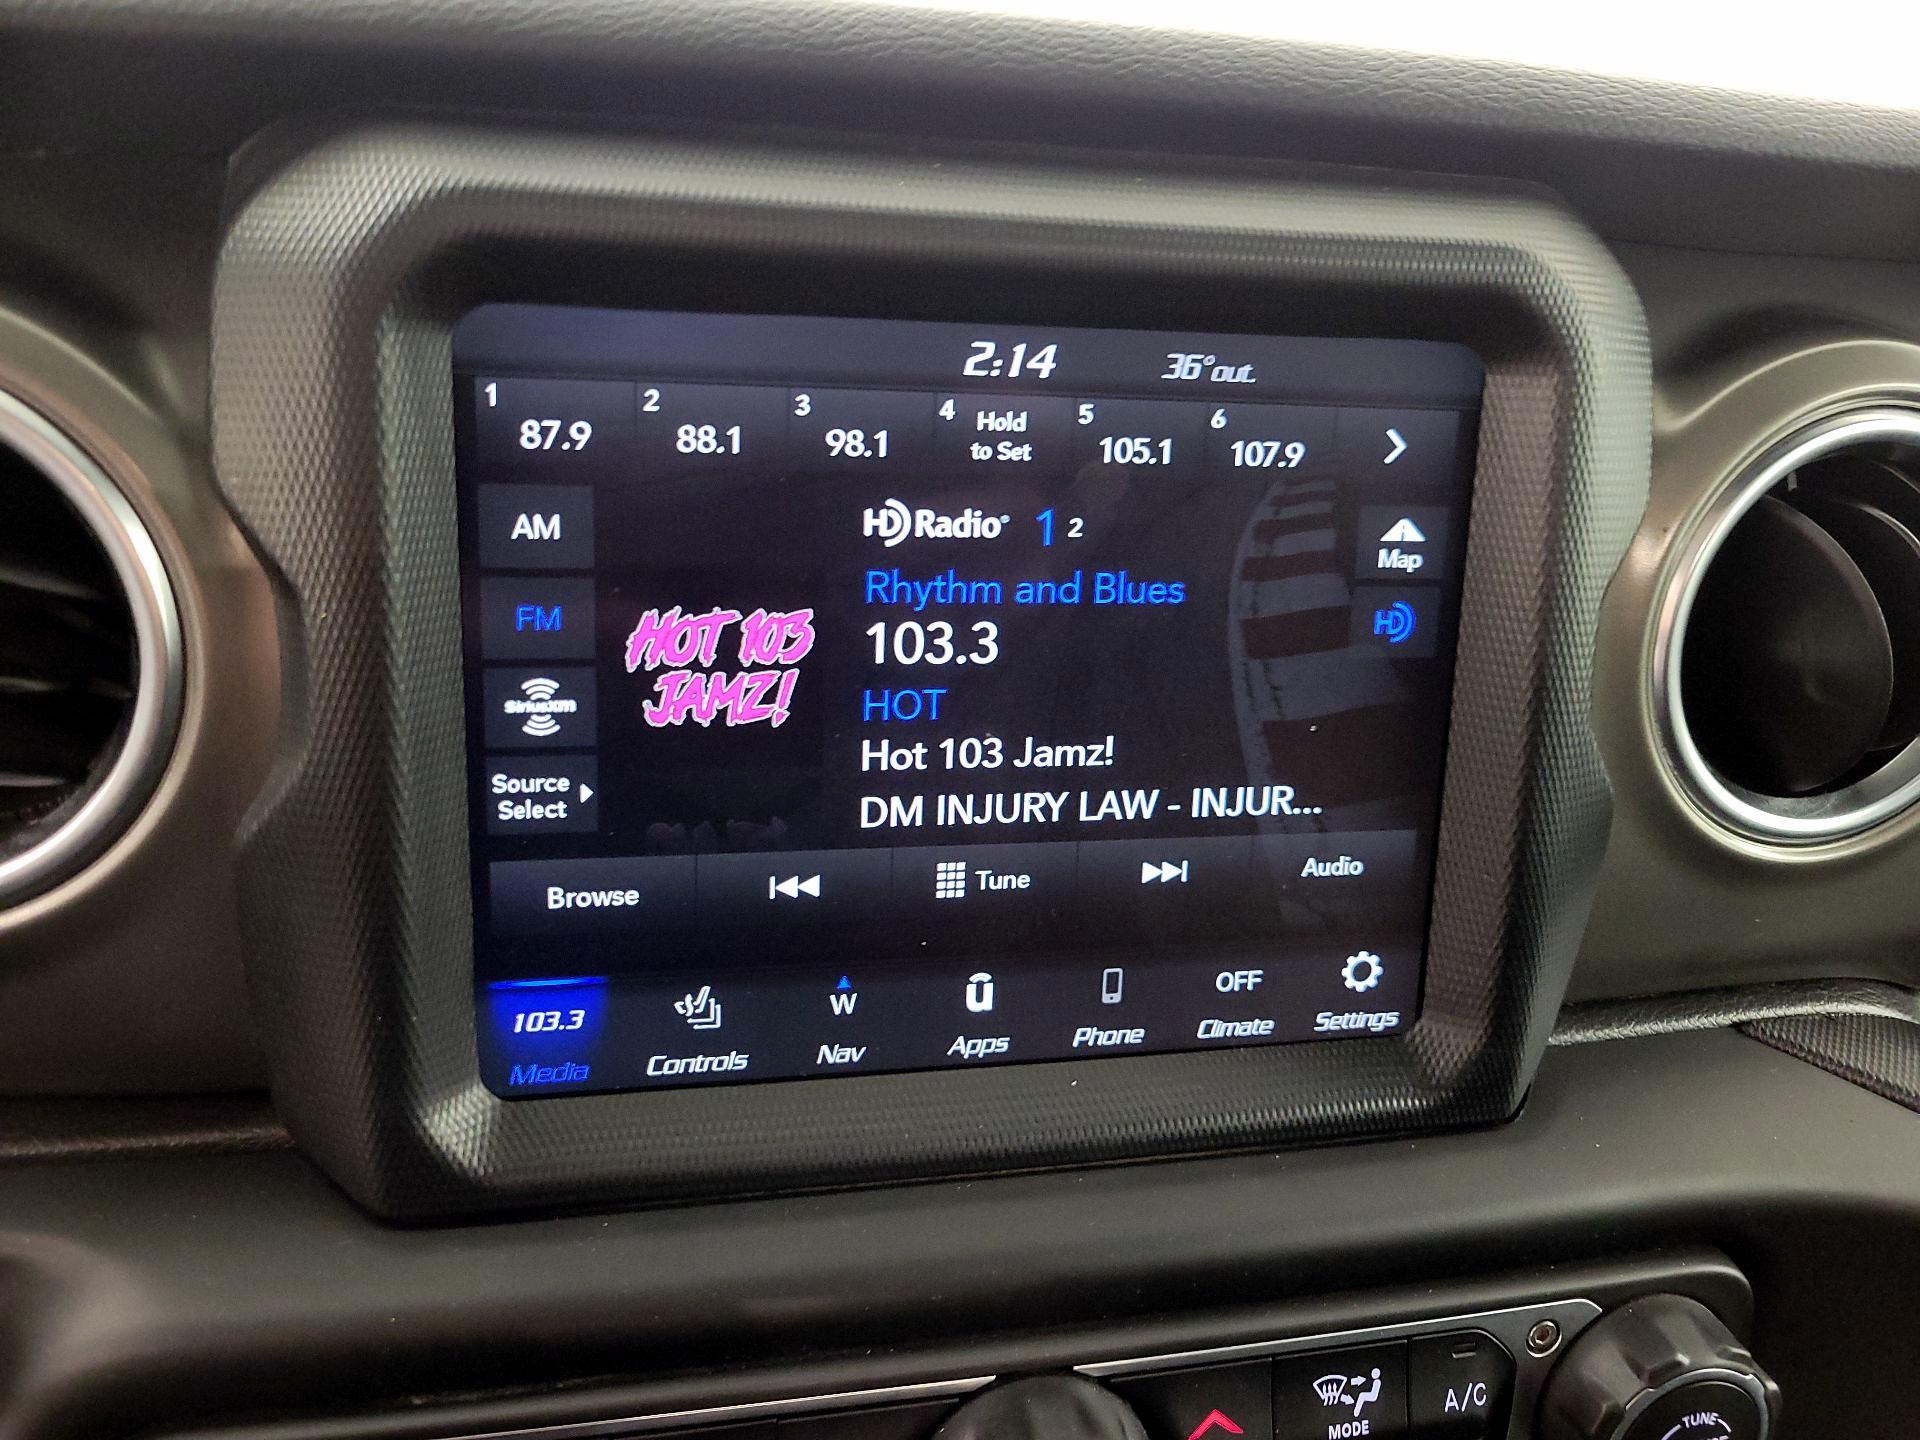 2:14 36° out.
1 87.9
2 88.1
3 98.1
4 Hold
to Set
5 105.1
6 107.9
AM
HD Radio® 1 2
Map
FM
Rhythm and Blues
HD
HOT 103
JAMZ!
103.3
SiriusXM
HOT
Hot 103 Jamz!
Source
Select
DM INJURY LAW - INJUR...
Browse
Tune
Audio
103.3
Media
Controls
W
Nav
u
Apps
Phone
OFF
Climate
Settings
MODE
A/C
TUNE